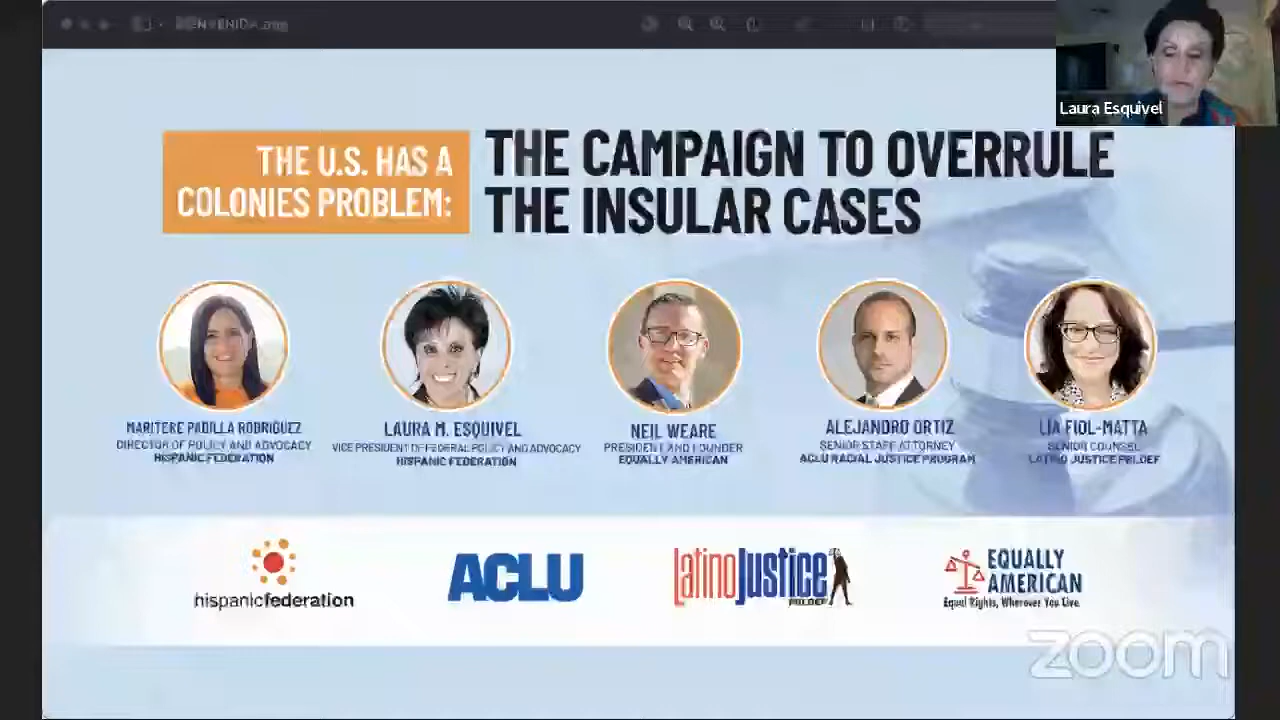 BIENVENIDA.png
Laura Esquivel
THE U.S. HAS A
COLONIES PROBLEM:
THE CAMPAIGN TO OVERRULE
THE INSULAR CASES
MARITERE PADILLA RODRÍGUEZ
DIRECTOR OF POLICY AND ADVOCACY
HISPANIC FEDERATION
LAURA M. ESQUIVEL
VICE PRESIDENT OF FEDERAL POLICY AND ADVOCACY
HISPANIC FEDERATION
NEIL WEARE
PRESIDENT AND FOUNDER
EQUALLY AMERICAN
ALEJANDRO ORTIZ
SENIOR STAFF ATTORNEY
ACLU RACIAL JUSTICE PROGRAM
LIA FIOL-MATTA
SENIOR COUNSEL
LATINO JUSTICE PRLDEF
hispanicfederation
ACLU
LatinoJustice
PRLDEF
EQUALLY
AMERICAN
Equal Rights, Wherever You Live.
zoom